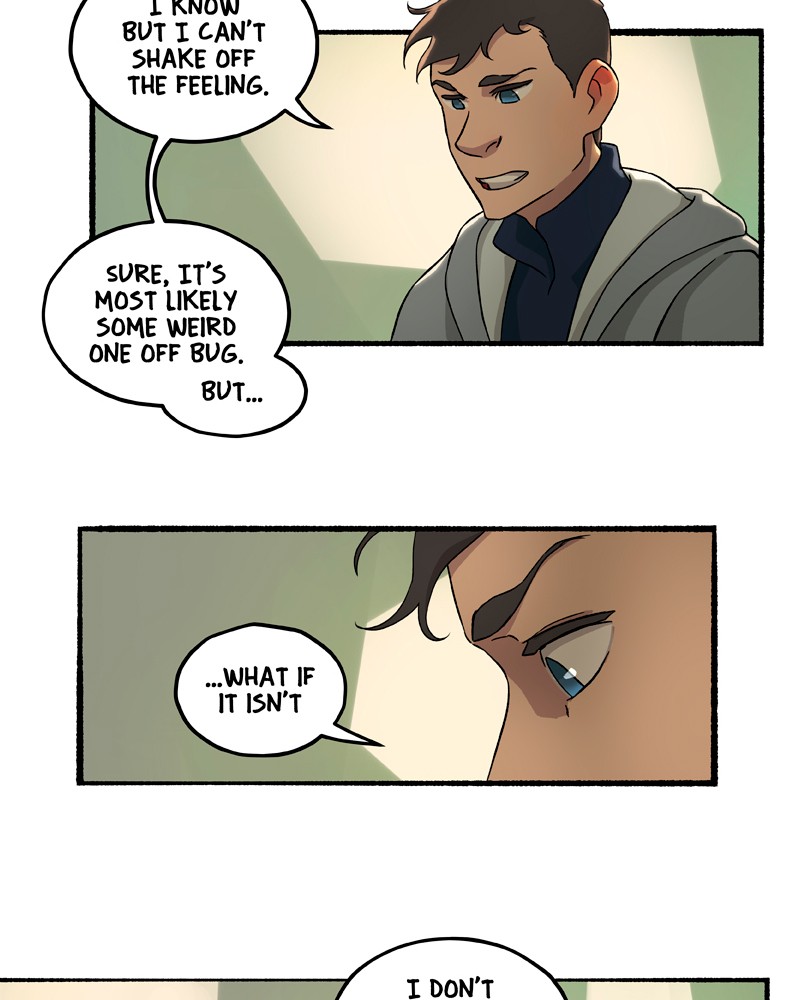 I KNOW
BUT I CAN'T
SHAKE OFF
THE FEELING.
SURE, IT'S
MOST LIKELY
SOME WEIRD
ONE OFF BUG.
BUT...
...WHAT IF
IT ISN'T
I DON'T